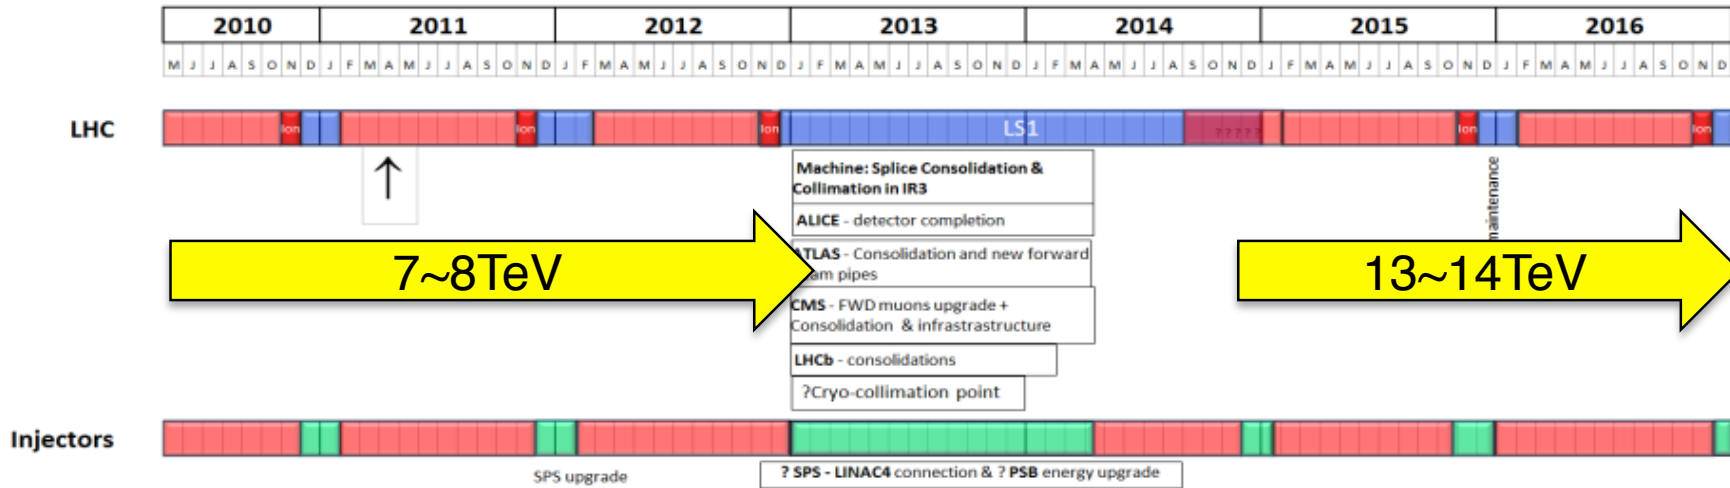 2010 2011 2012 2013 2014 2015 2016
M J J A S O N D J F M A M J J A S O N D J F M A M J J A S O N D J F M A M J J A S O N D J F M A M J J A S O N D J F M A M J J A S O N D J F M A M J J A S O N D
LHC
Ion Ion Ion LS1 ????? Ion Ion
Machine: Splice Consolidation &
Collimation in IR3
ALICE - detector completion
maintenance
7~8TeV
ATLAS - Consolidation and new forward
pipes
13~14TeV
CMS - FWD muons upgrade +
Consolidation & infrastrastructure
LHCb - consolidations
?Cryo-collimation point
Injectors
SPS upgrade
? SPS - LINAC4 connection & ? PSB energy upgrade